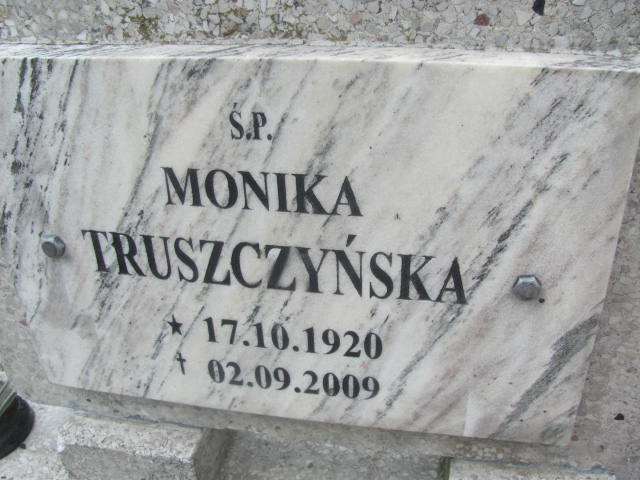 Ś.P.
MONIKA
TRUSZCZYŃSKA
★ 17.10.1920
† 02.09.2009